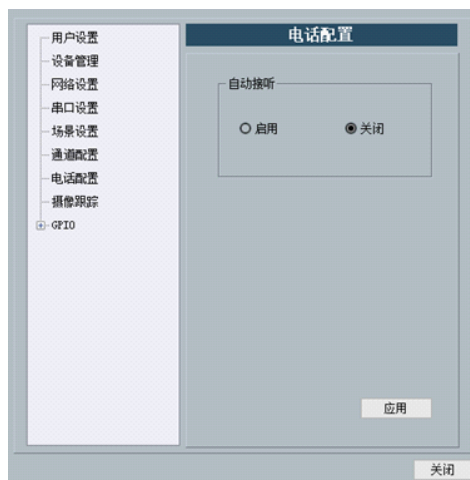 用户设置
设备管理
网络设置
串口设置
场景设置
通道配置
电话配置
摄像跟踪
GPIO
电话配置
自动接听
启用
关闭
应用
关闭